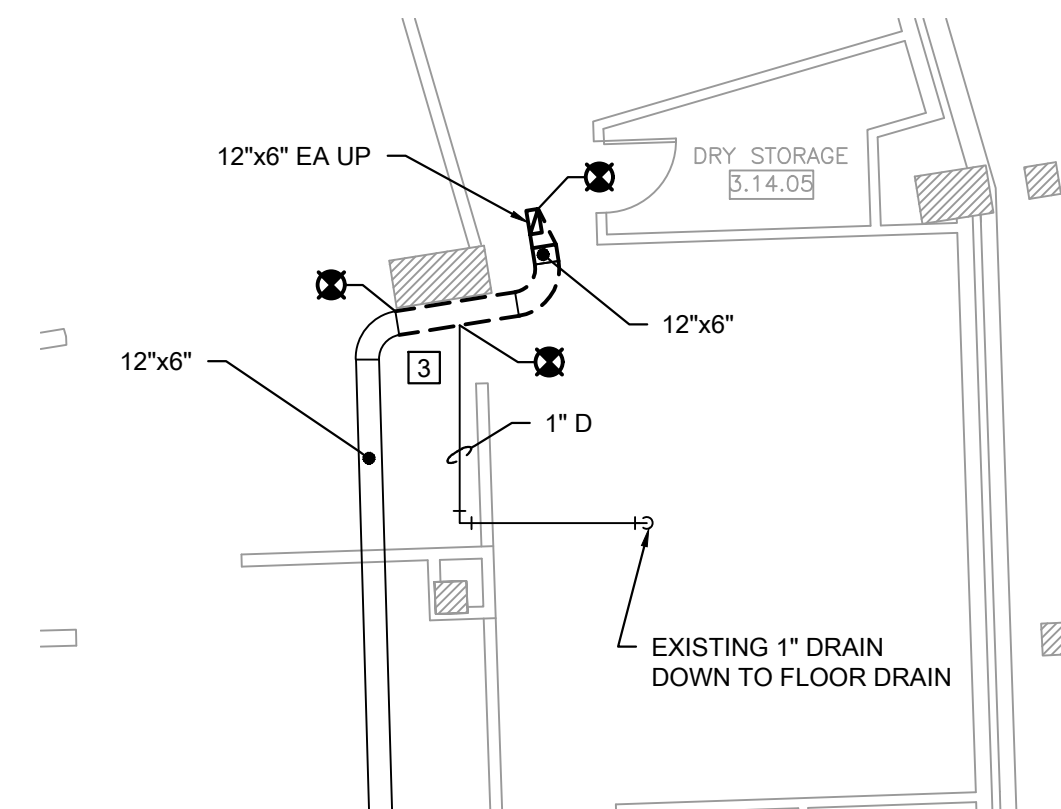 12"x6" EA UP
DRY STORAGE
3.14.05
12"x6"
12"x6"
3
1" D
EXISTING 1" DRAIN
DOWN TO FLOOR DRAIN